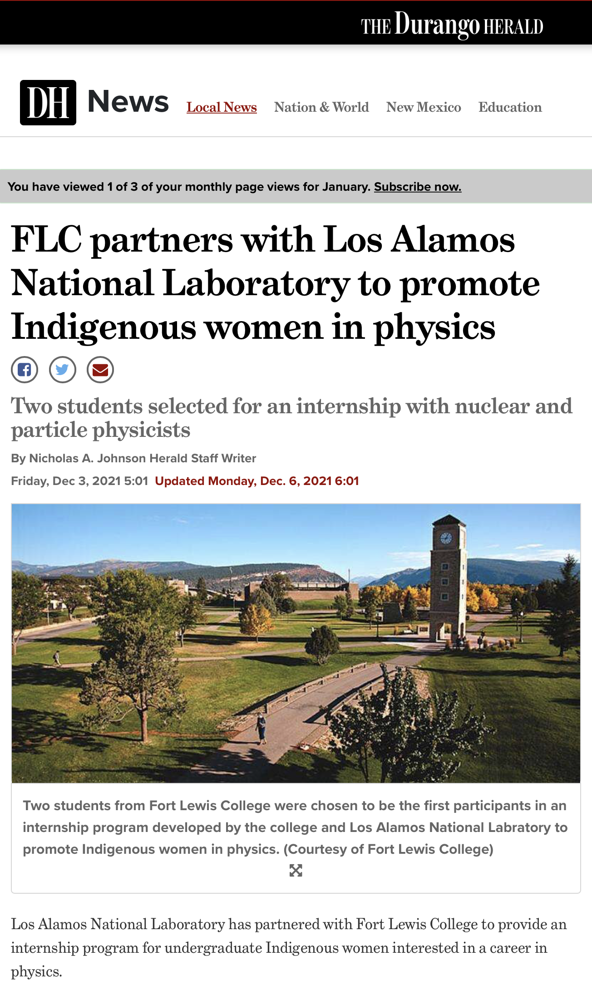 THE Durango HERALD
DH News Local News Nation & World New Mexico Education
You have viewed 1 of 3 of your monthly page views for January. Subscribe now.
FLC partners with Los Alamos
National Laboratory to promote
Indigenous women in physics
Two students selected for an internship with nuclear and
particle physicists
By Nicholas A. Johnson Herald Staff Writer
Friday, Dec 3, 2021 5:01 Updated Monday, Dec. 6, 2021 6:01
Two students from Fort Lewis College were chosen to be the first participants in an
internship program developed by the college and Los Alamos National Labratory to
promote Indigenous women in physics. (Courtesy of Fort Lewis College)
Los Alamos National Laboratory has partnered with Fort Lewis College to provide an
internship program for undergraduate Indigenous women interested in a career in
physics.